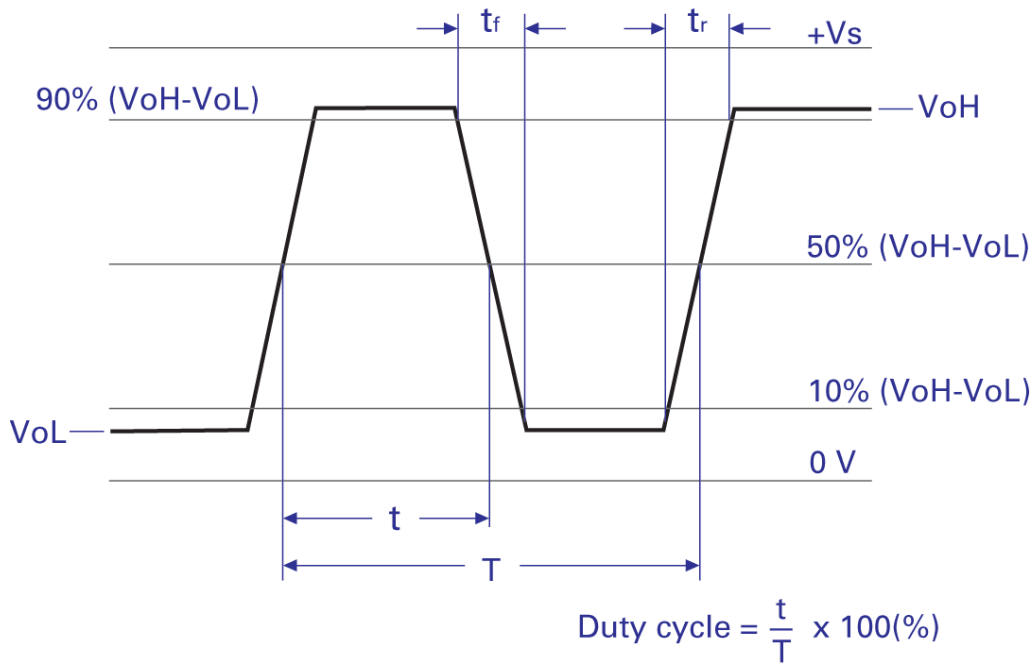 tf
tr
+Vs
90% (VoH-VoL)
VoH
50% (VoH-VoL)
10% (VoH-VoL)
VoL
0 V
t
T
Duty cycle = t/T x 100(%)